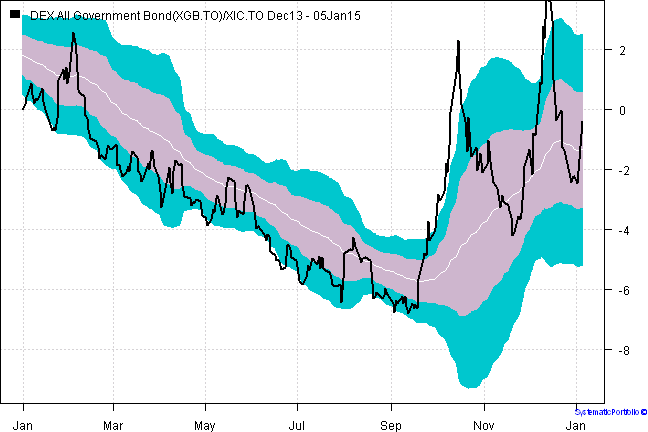 DEX All Government Bond(XGB.TO)/XIC.TO Dec13 - 05Jan15
2
0
-2
-4
-6
-8
Jan Mar May Jul Sep Nov Jan
SystematicPortfolio ©